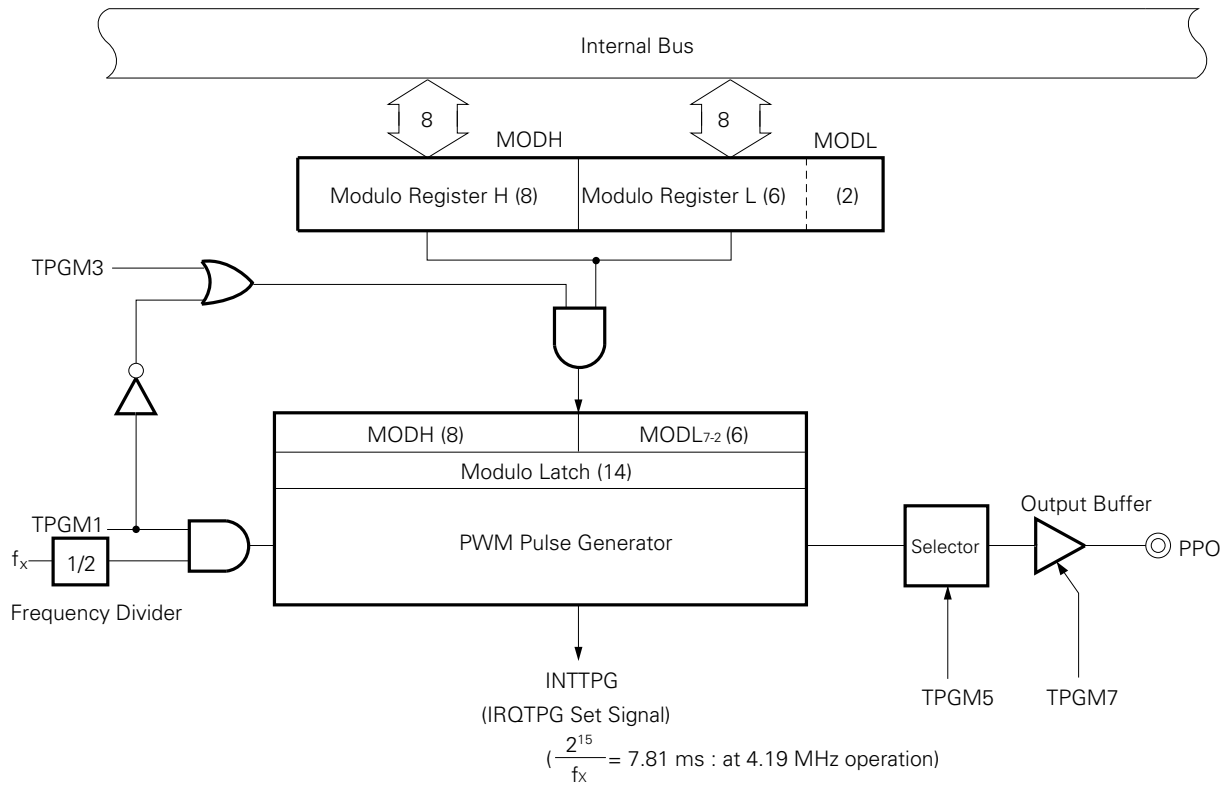 Internal Bus
8
8
MODH
MODL
Modulo Register H (8)
Modulo Register L (6)
(2)
TPGM3
MODH (8)
MODL7-2 (6)
Modulo Latch (14)
TPGM1
fx
1/2
PWM Pulse Generator
Output Buffer
Selector
PPO
Frequency Divider
INTTPG
TPGM5
TPGM7
(IRQTPG Set Signal)
( 2^15 / fx = 7.81 ms : at 4.19 MHz operation)